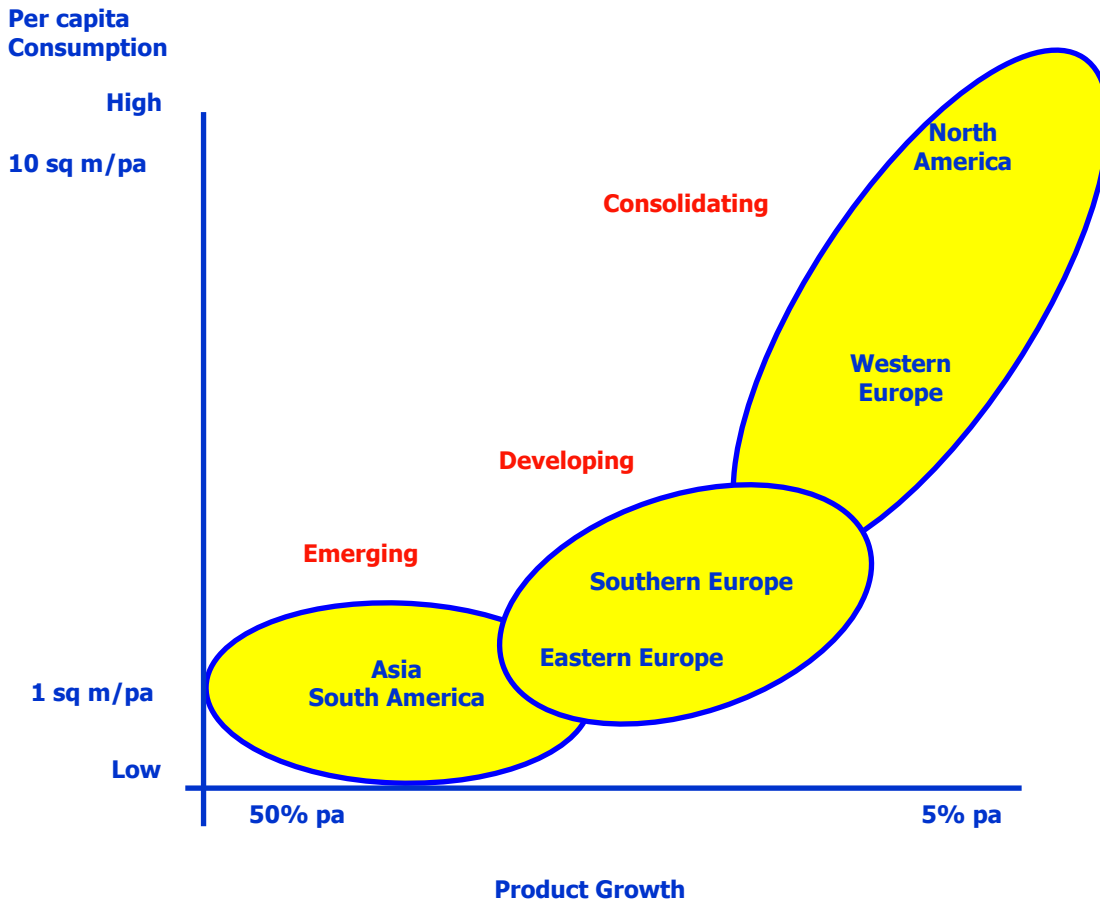 Per capita
Consumption
High
10 sq m/pa
North
America
Consolidating
Western
Europe
Developing
Emerging
Southern Europe
Eastern Europe
Asia
South America
1 sq m/pa
Low
50% pa
5% pa
Product Growth